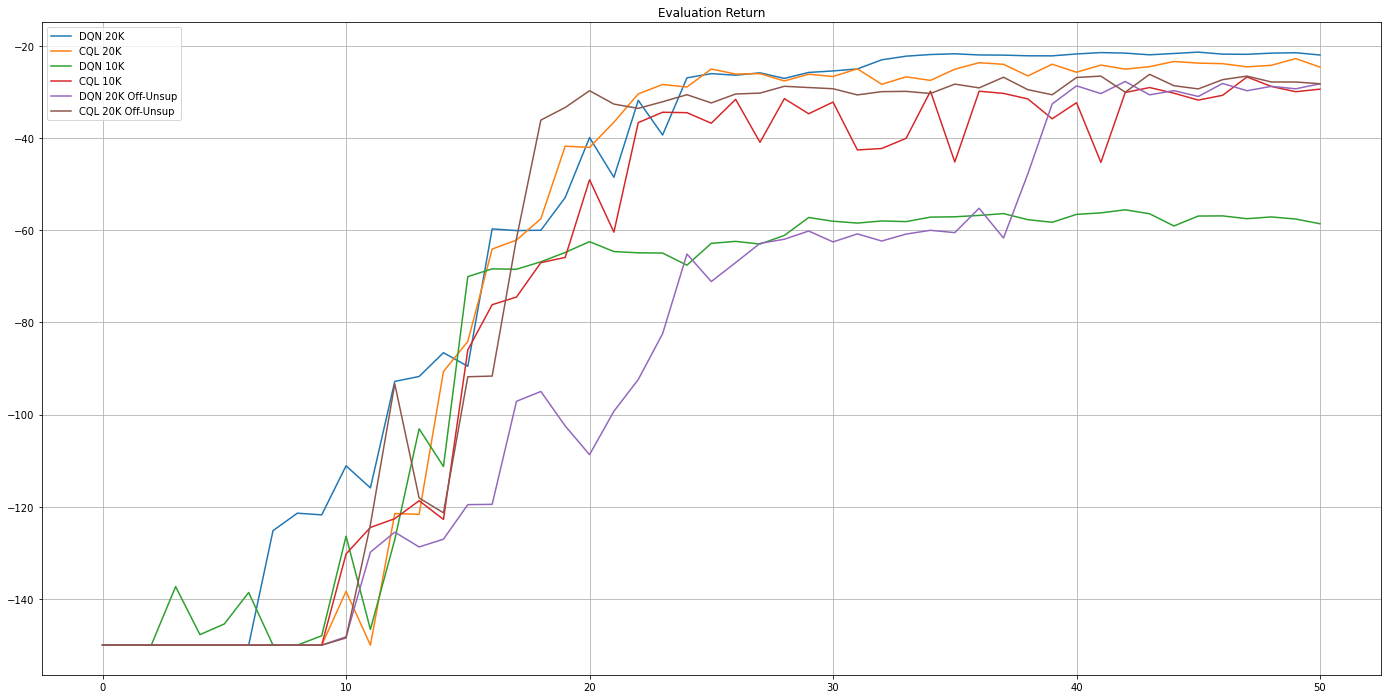 Evaluation Return
DQN 20K
CQL 20K
DQN 10K
CQL 10K
DQN 20K Off-Unsup
CQL 20K Off-Unsup
−20
−40
−60
−80
−100
−120
−140
0 10 20 30 40 50